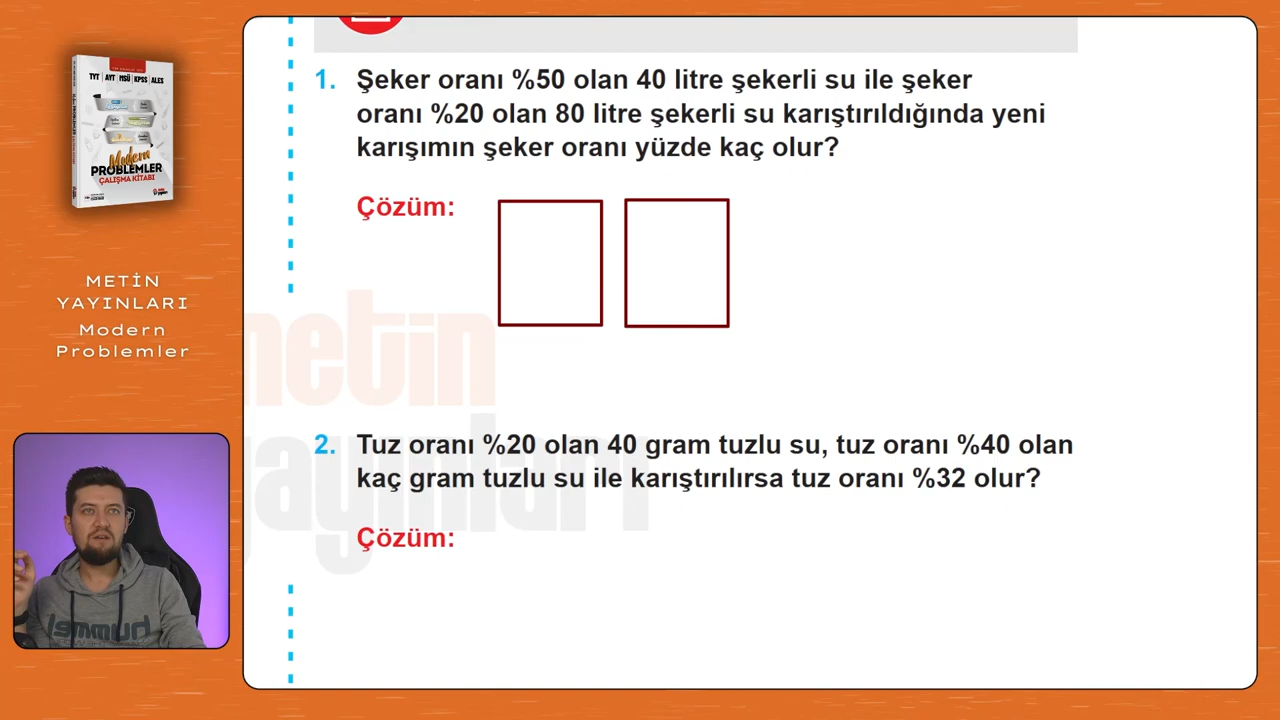 TYT | AYT | MSÜ | KPSS | ALES
Modern
PROBLEMLER
ÇALIŞMA KİTABI
METİN
YAYINLARI
Modern
Problemler
1. Şeker oranı %50 olan 40 litre şekerli su ile şeker
oranı %20 olan 80 litre şekerli su karıştırıldığında yeni
karışımın şeker oranı yüzde kaç olur?
Çözüm:
metin
yayınları
2. Tuz oranı %20 olan 40 gram tuzlu su, tuz oranı %40 olan
kaç gram tuzlu su ile karıştırılırsa tuz oranı %32 olur?
Çözüm:
hummel